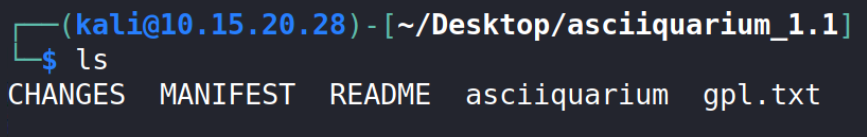 ┌──(kali@10.15.20.28)-[~/Desktop/asciiquarium_1.1]
└─$ ls
CHANGES  MANIFEST  README  asciiquarium  gpl.txt